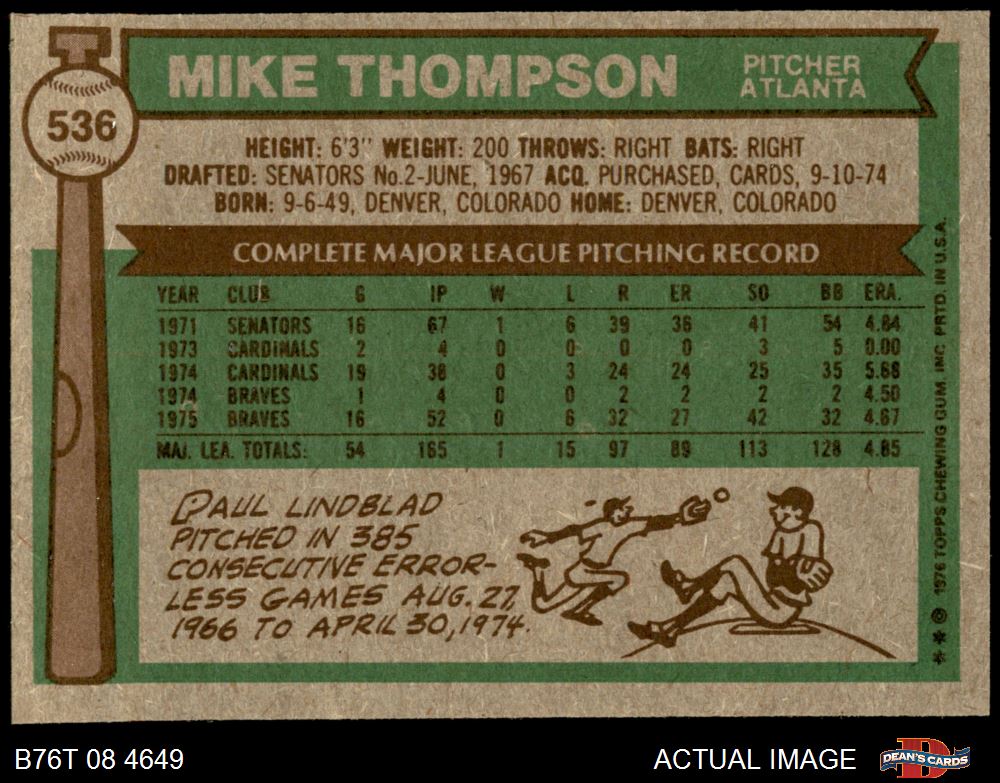 536
MIKE THOMPSON
PITCHER
ATLANTA
HEIGHT: 6'3" WEIGHT: 200 THROWS: RIGHT BATS: RIGHT
DRAFTED: SENATORS No.2-JUNE, 1967 ACQ. PURCHASED, CARDS, 9-10-74
BORN: 9-6-49, DENVER, COLORADO HOME: DENVER, COLORADO
COMPLETE MAJOR LEAGUE PITCHING RECORD
YEAR CLUB G IP W L R ER SO BB ERA.
1971 SENATORS 16 67 1 6 39 36 41 54 4.84
1973 CARDINALS 2 4 0 0 0 0 3 5 0.00
1974 CARDINALS 19 38 0 3 24 24 25 35 5.68
1974 BRAVES 1 4 0 0 2 2 2 2 4.50
1975 BRAVES 16 52 0 6 32 27 42 32 4.67
MAJ. LEA. TOTALS: 54 165 1 15 97 89 113 128 4.85
PAUL LINDBLAD
PITCHED IN 385
CONSECUTIVE ERROR-
LESS GAMES AUG. 27,
1966 TO APRIL 30, 1974.
** © 1976 TOPPS CHEWING GUM, INC. PRTD. IN U.S.A.
B76T 08 4649
ACTUAL IMAGE
D
DEAN'S CARDS